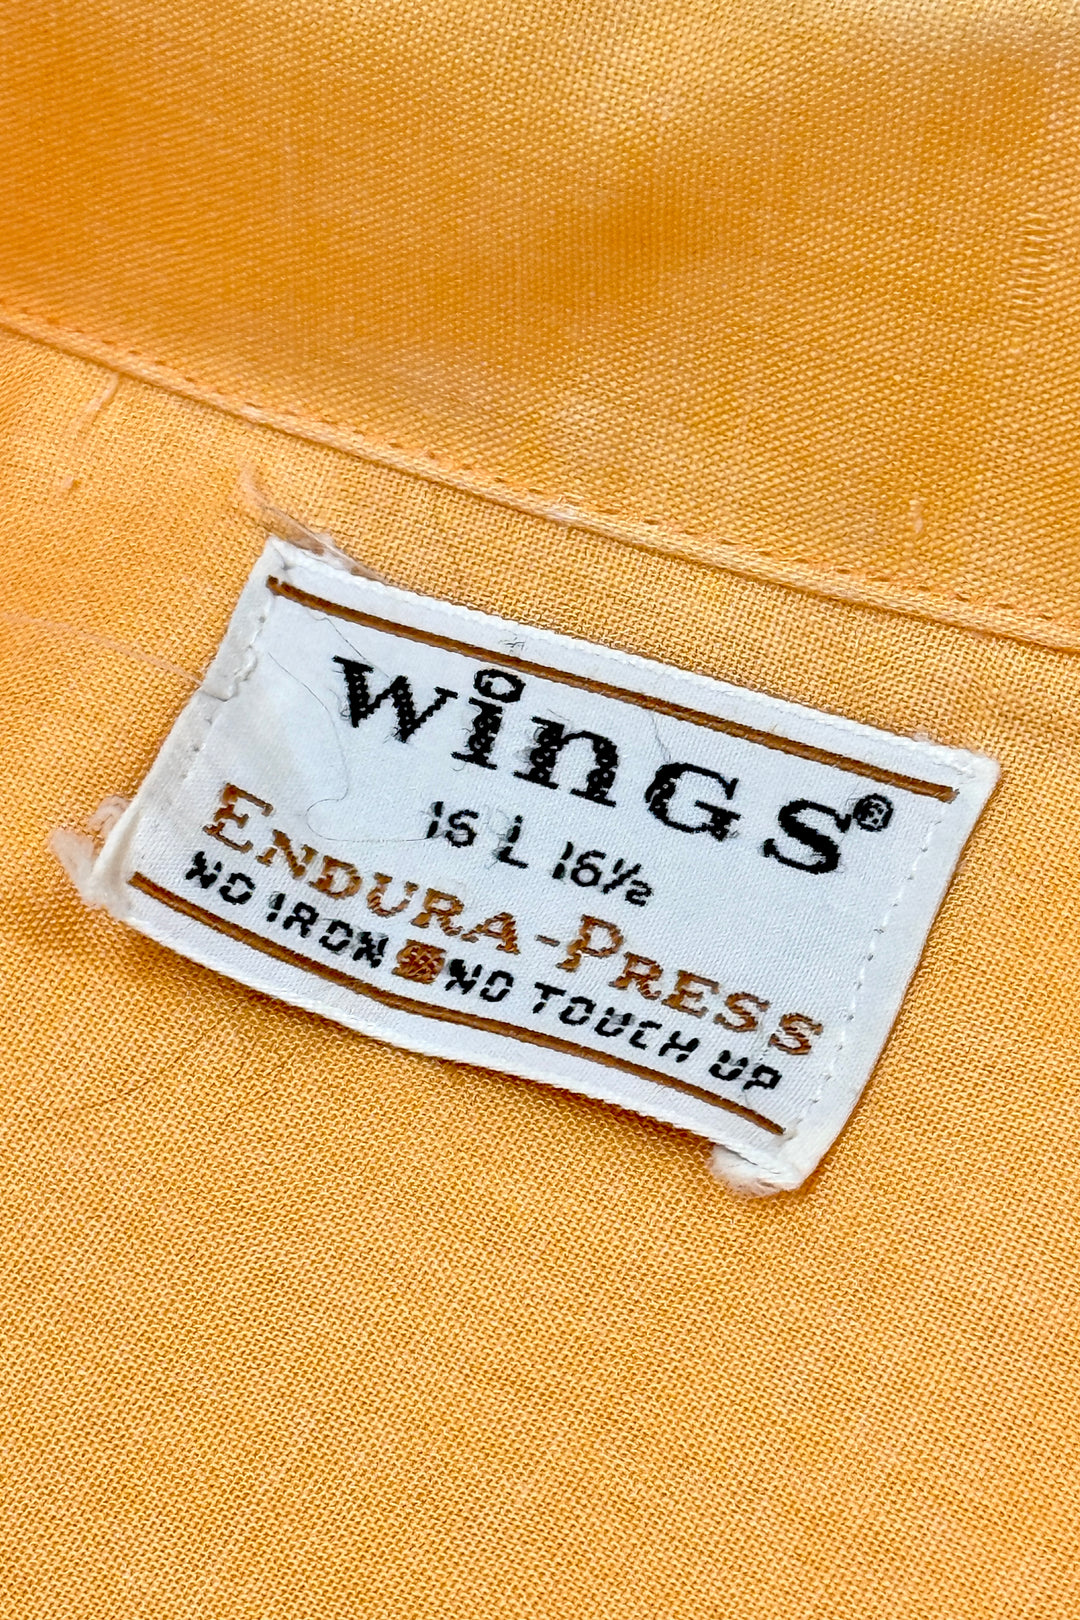 winGS®
16 L 16½
ENDURA-PRESS
NO IRON NO TOUCH UP